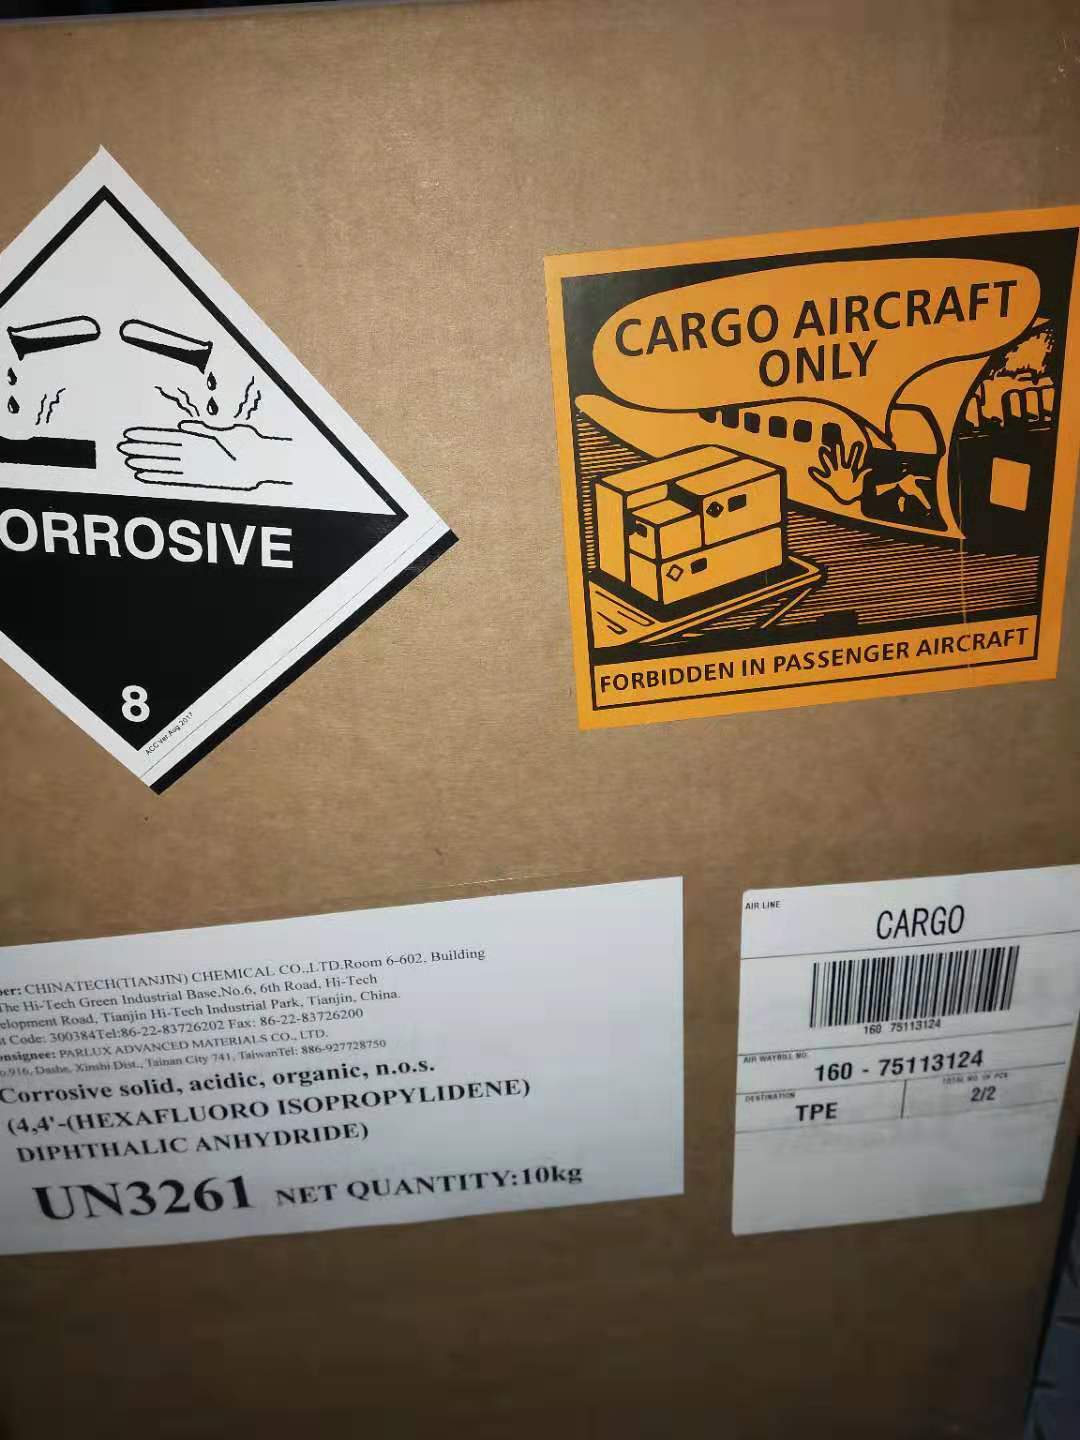 CARGO AIRCRAFT
ONLY
FORBIDDEN IN PASSENGER AIRCRAFT
ORROSIVE
8
ACC Ver.Aug 2017
per: CHINATECH(TIANJIN) CHEMICAL CO.,LTD.Room 6-602, Building
The Hi-Tech Green Industrial Base,No.6, 6th Road, Hi-Tech
elopment Road, Tianjin Hi-Tech Industrial Park, Tianjin, China.
t Code: 300384Tel:86-22-83726202 Fax: 86-22-83726200
onsignee: PARLUX ADVANCED MATERIALS CO., LTD.
o.916, Dashe, Xinshi Dist., Tainan City 741, TaiwanTel: 886-927728750
Corrosive solid, acidic, organic, n.o.s.
(4,4'-(HEXAFLUORO ISOPROPYLIDENE)
DIPHTHALIC ANHYDRIDE)
UN3261 NET QUANTITY:10kg
AIR LINE
CARGO
160 75113124
AIR WAYBILL NO.
160 - 75113124
DESTINATION
TPE
TOTAL NO. OF PCS
2/2